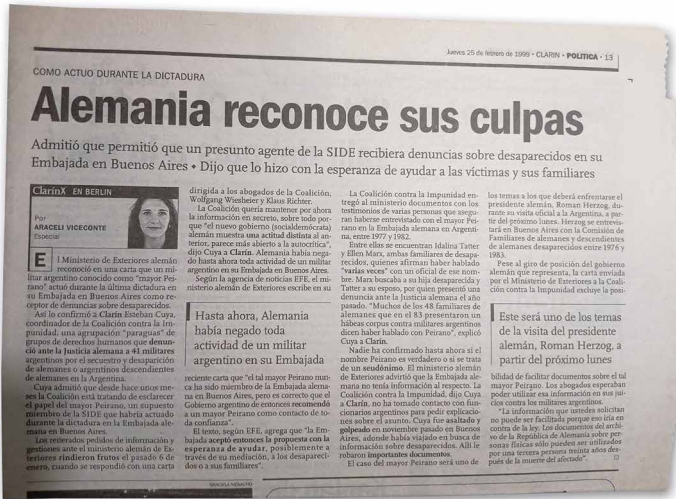 Jueves 25 de febrero de 1999 • CLARIN • POLITICA • 13
COMO ACTUO DURANTE LA DICTADURA
Alemania reconoce sus culpas
Admitió que permitió que un presunto agente de la SIDE recibiera denuncias sobre desaparecidos en su
Embajada en Buenos Aires • Dijo que lo hizo con la esperanza de ayudar a las víctimas y sus familiares
ClarínX EN BERLIN
Por
ARACELI VICECONTE
Especial
El Ministerio de Exteriores alemán
reconoció en una carta que un mi-
litar argentino conocido como "mayor Pei-
rano" actuó durante la última dictadura en
su Embajada en Buenos Aires como re-
ceptor de denuncias sobre desaparecidos.
Así lo confirmó a Clarín Esteban Cuya,
coordinador de la Coalición contra la Im-
punidad, una agrupación "paraguas" de
grupos de derechos humanos que denun-
ció ante la Justicia alemana a 41 militares
argentinos por el secuestro y desaparición
de alemanes o argentinos descendientes
de alemanes en la Argentina.
Cuya admitió que desde hace unos me-
ses la Coalición está tratando de esclarecer
el papel del mayor Peirano, un supuesto
miembro de la SIDE que habría actuado
durante la dictadura en la Embajada ale-
mana en Buenos Aires.
Los reiterados pedidos de información y
gestiones ante el ministerio alemán de Ex-
teriores rindieron frutos el pasado 6 de
enero, cuando se respondió con una carta
dirigida a los abogados de la Coalición,
Wolfgang Wiesheier y Klaus Richter.
La Coalición quería mantener por ahora
la información en secreto, sobre todo por-
que "el nuevo gobierno (socialdemócrata)
alemán muestra una actitud distinta al an-
terior, parece más abierto a la autocrítica",
dijo Cuya a Clarín. Alemania había nega-
do hasta ahora toda actividad de un militar
argentino en su Embajada en Buenos Aires.
Según la agencia de noticias EFE, el mi-
nisterio alemán de Exteriores escribe en su
Hasta ahora, Alemania
había negado toda
actividad de un militar
argentino en su Embajada
reciente carta que "el tal mayor Peirano nun-
ca ha sido miembro de la Embajada alema-
na en Buenos Aires, pero es correcto que el
Gobierno argentino de entonces recomendó
a un mayor Peirano como contacto de to-
da confianza".
El texto, según EFE, agrega que "la Em-
bajada aceptó entonces la propuesta con la
esperanza de ayudar, posiblemente a
través de su mediación, a los desapareci-
dos o a sus familiares".
La Coalición contra la Impunidad en-
tregó al ministerio documentos con los
testimonios de varias personas que asegu-
ran haberse entrevistado con el mayor Pei-
rano en la Embajada alemana en Argenti-
na, entre 1977 y 1982.
Entre ellas se encuentran Idalina Tatter
y Ellen Marx, ambas familiares de desapa-
recidos, quienes afirman haber hablado
"varias veces" con un oficial de ese nom-
bre. Marx buscaba a su hija desaparecida y
Tatter a su esposo, por quien presentó una
denuncia ante la Justicia alemana el año
pasado. "Muchos de los 48 familiares de
alemanes que en el 83 presentaron un
hábeas corpus contra militares argentinos
dicen haber hablado con Peirano", explicó
Cuya a Clarín.
Nadie ha confirmado hasta ahora si el
nombre Peirano es verdadero o si se trata
de un seudónimo. El ministerio alemán
de Exteriores advirtió que la Embajada ale-
mana no tenía información al respecto. La
Coalición contra la Impunidad, dijo Cuya
a Clarín, no ha tomado contacto con fun-
cionarios argentinos para pedir explicacio-
nes sobre el asunto. Cuya fue asaltado y
golpeado en noviembre pasado en Buenos
Aires, adonde había viajado en busca de
información sobre desaparecidos. Allí le
robaron importantes documentos.
El caso del mayor Peirano será uno de
los temas a los que deberá enfrentarse el
presidente alemán, Roman Herzog, du-
rante su visita oficial a la Argentina, a par-
tir del próximo lunes. Herzog se entrevis-
tará en Buenos Aires con la Comisión de
Familiares de alemanes y descendientes
de alemanes desaparecidos entre 1976 y
1983.
Pese al giro de posición del gobierno
alemán que representa, la carta enviada
por el Ministerio de Exteriores a la Coali-
ción contra la Impunidad excluye la posi-
Este será uno de los temas
de la visita del presidente
alemán, Roman Herzog, a
partir del próximo lunes
bilidad de facilitar documentos sobre el tal
mayor Peirano. Los abogados esperaban
poder utilizar esa información en sus jui-
cios contra los militares argentinos.
"La información que ustedes solicitan
no puede ser facilitada porque eso iría en
contra de la ley. Los documentos del archi-
vo de la República de Alemania sobre per-
sonas físicas sólo pueden ser utilizados
por una tercera persona treinta años des-
pués de la muerte del afectado".